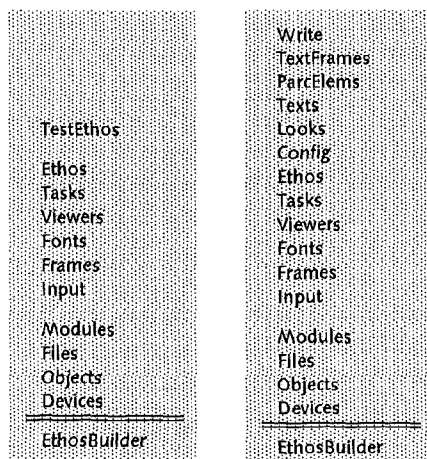 TestEthos
Ethos
Tasks
Viewers
Fonts
Frames
Input
Modules
Files
Objects
Devices
EthosBuilder
Write
TextFrames
ParcElems
Texts
Looks
Config
Ethos
Tasks
Viewers
Fonts
Frames
Input
Modules
Files
Objects
Devices
EthosBuilder